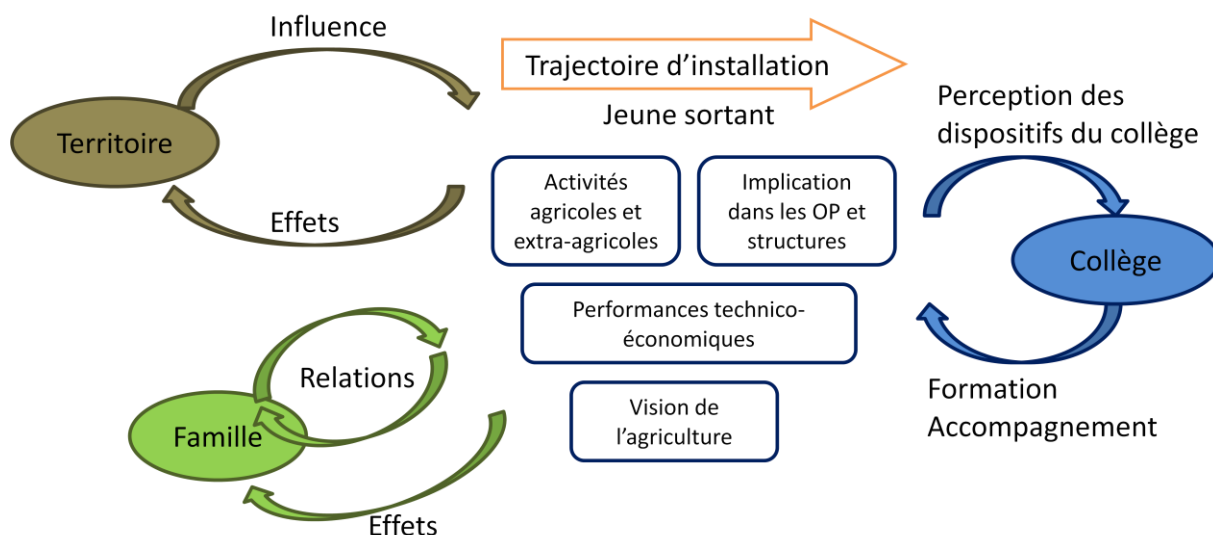 Influence
Territoire
Effets
Trajectoire d’installation
Jeune sortant
Activités
agricoles et
extra-agricoles
Implication
dans les OP et
structures
Performances technico-
économiques
Vision de
l’agriculture
Relations
Famille
Effets
Perception des
dispositifs du collège
Collège
Formation
Accompagnement